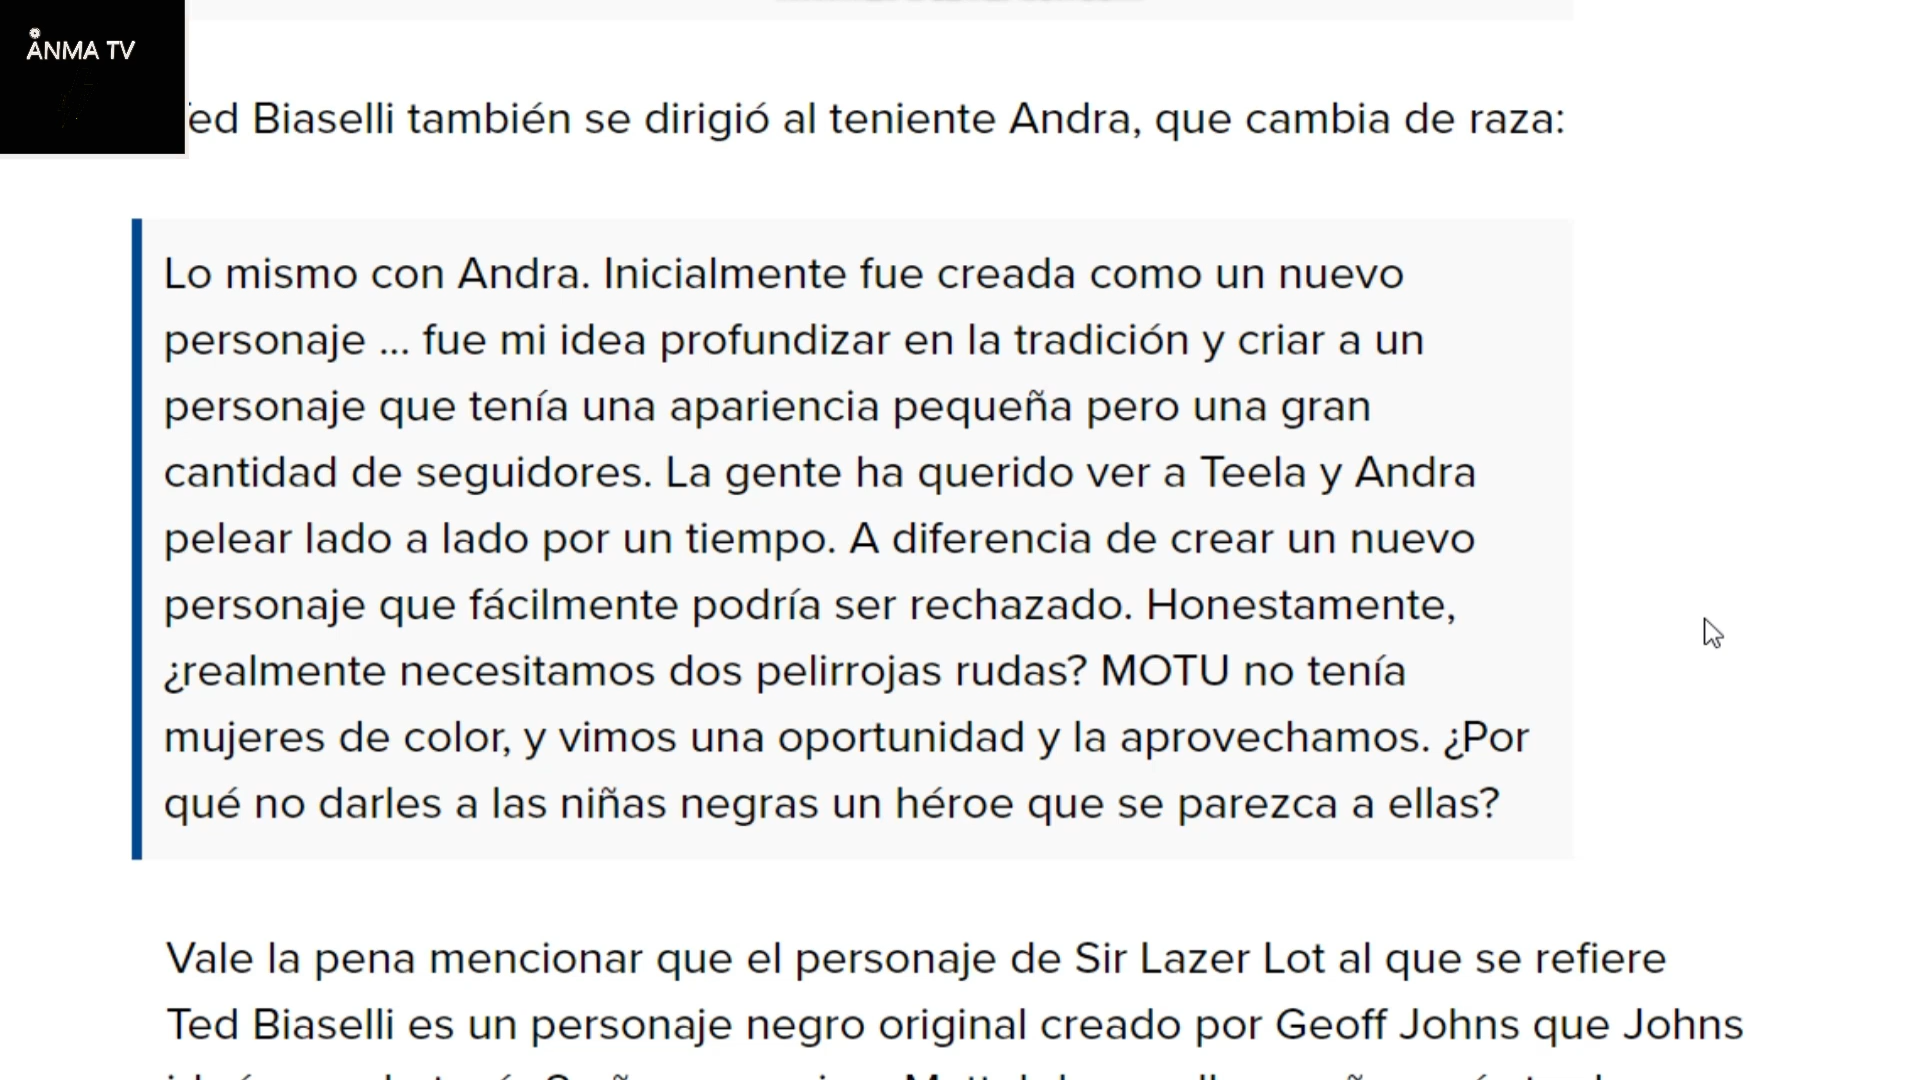 ANMA TV
ed Biaselli también se dirigió al teniente Andra, que cambia de raza:
Lo mismo con Andra. Inicialmente fue creada como un nuevo
personaje ... fue mi idea profundizar en la tradición y criar a un
personaje que tenía una apariencia pequeña pero una gran
cantidad de seguidores. La gente ha querido ver a Teela y Andra
pelear lado a lado por un tiempo. A diferencia de crear un nuevo
personaje que fácilmente podría ser rechazado. Honestamente,
¿realmente necesitamos dos pelirrojas rudas? MOTU no tenía
mujeres de color, y vimos una oportunidad y la aprovechamos. ¿Por
qué no darles a las niñas negras un héroe que se parezca a ellas?
Vale la pena mencionar que el personaje de Sir Lazer Lot al que se refiere
Ted Biaselli es un personaje negro original creado por Geoff Johns que Johns